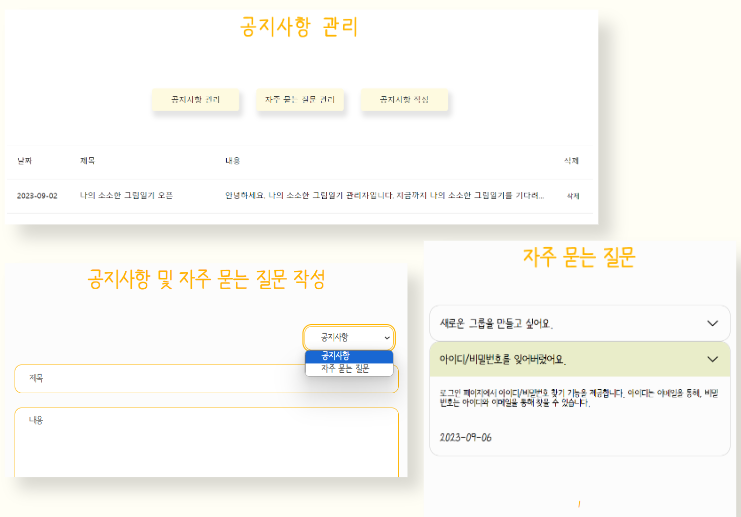 공지사항 관리
공지사항 관리
자주 묻는 질문 관리
공지사항 작성
날짜 제목 내용 삭제
2023-09-02 나의 소소한 그림일기 오픈 안녕하세요. 나의 소소한 그림일기 관리자입니다. 지금까지 나의 소소한 그림일기를 기다려... 삭제
공지사항 및 자주 묻는 질문 작성
공지사항
공지사항
자주 묻는 질문
제목
내용
자주 묻는 질문
새로운 그룹을 만들고 싶어요.
아이디/비밀번호를 잊어버렸어요.
로그인 페이지에서 아이디/비밀번호 찾기 기능을 제공합니다. 아이디는 이메일을 통해, 비밀
번호는 아이디와 이메일을 통해 찾을 수 있습니다.
2023-09-06
1